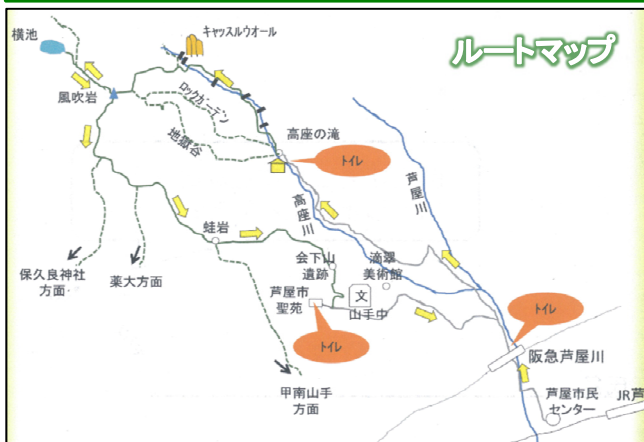 ルートマップ
キャッスルウオール
横池
風吹岩
ロックガーデン
地獄谷
高座の滝
トイレ
芦屋川
高座川
蛙岩
会下山
遺跡
滴翠
美術館
保久良神社
方面
薬大方面
芦屋市
聖苑
文
山手中
トイレ
トイレ
阪急芦屋川
甲南山手
方面
芦屋市民
センター
JR芦